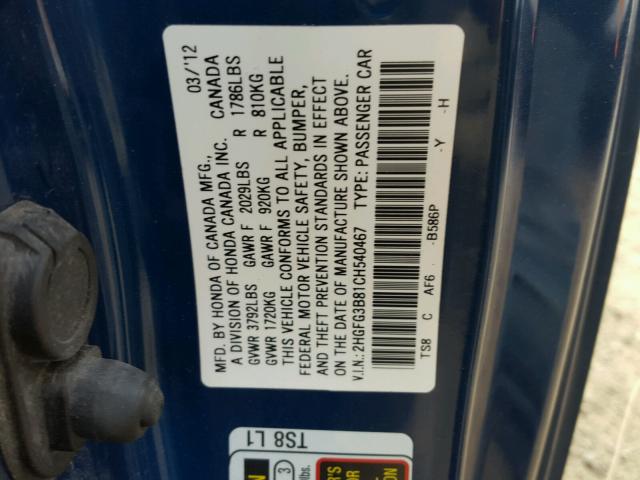 MFD. BY HONDA OF CANADA MFG., 03/'12
A DIVISION OF HONDA CANADA INC. CANADA
GVWR 3792LBS GAWR F 2029LBS R 1786LBS
GVWR 1720KG GAWR F 920KG R 810KG
THIS VEHICLE CONFORMS TO ALL APPLICABLE
FEDERAL MOTOR VEHICLE SAFETY, BUMPER,
AND THEFT PREVENTION STANDARDS IN EFFECT
ON THE DATE OF MANUFACTURE SHOWN ABOVE.
V.I.N.: 2HGFG3B81CH540467 TYPE: PASSENGER CAR
TS8 C AF6 -B586P -Y -H
TS8 L1
3
lbs.